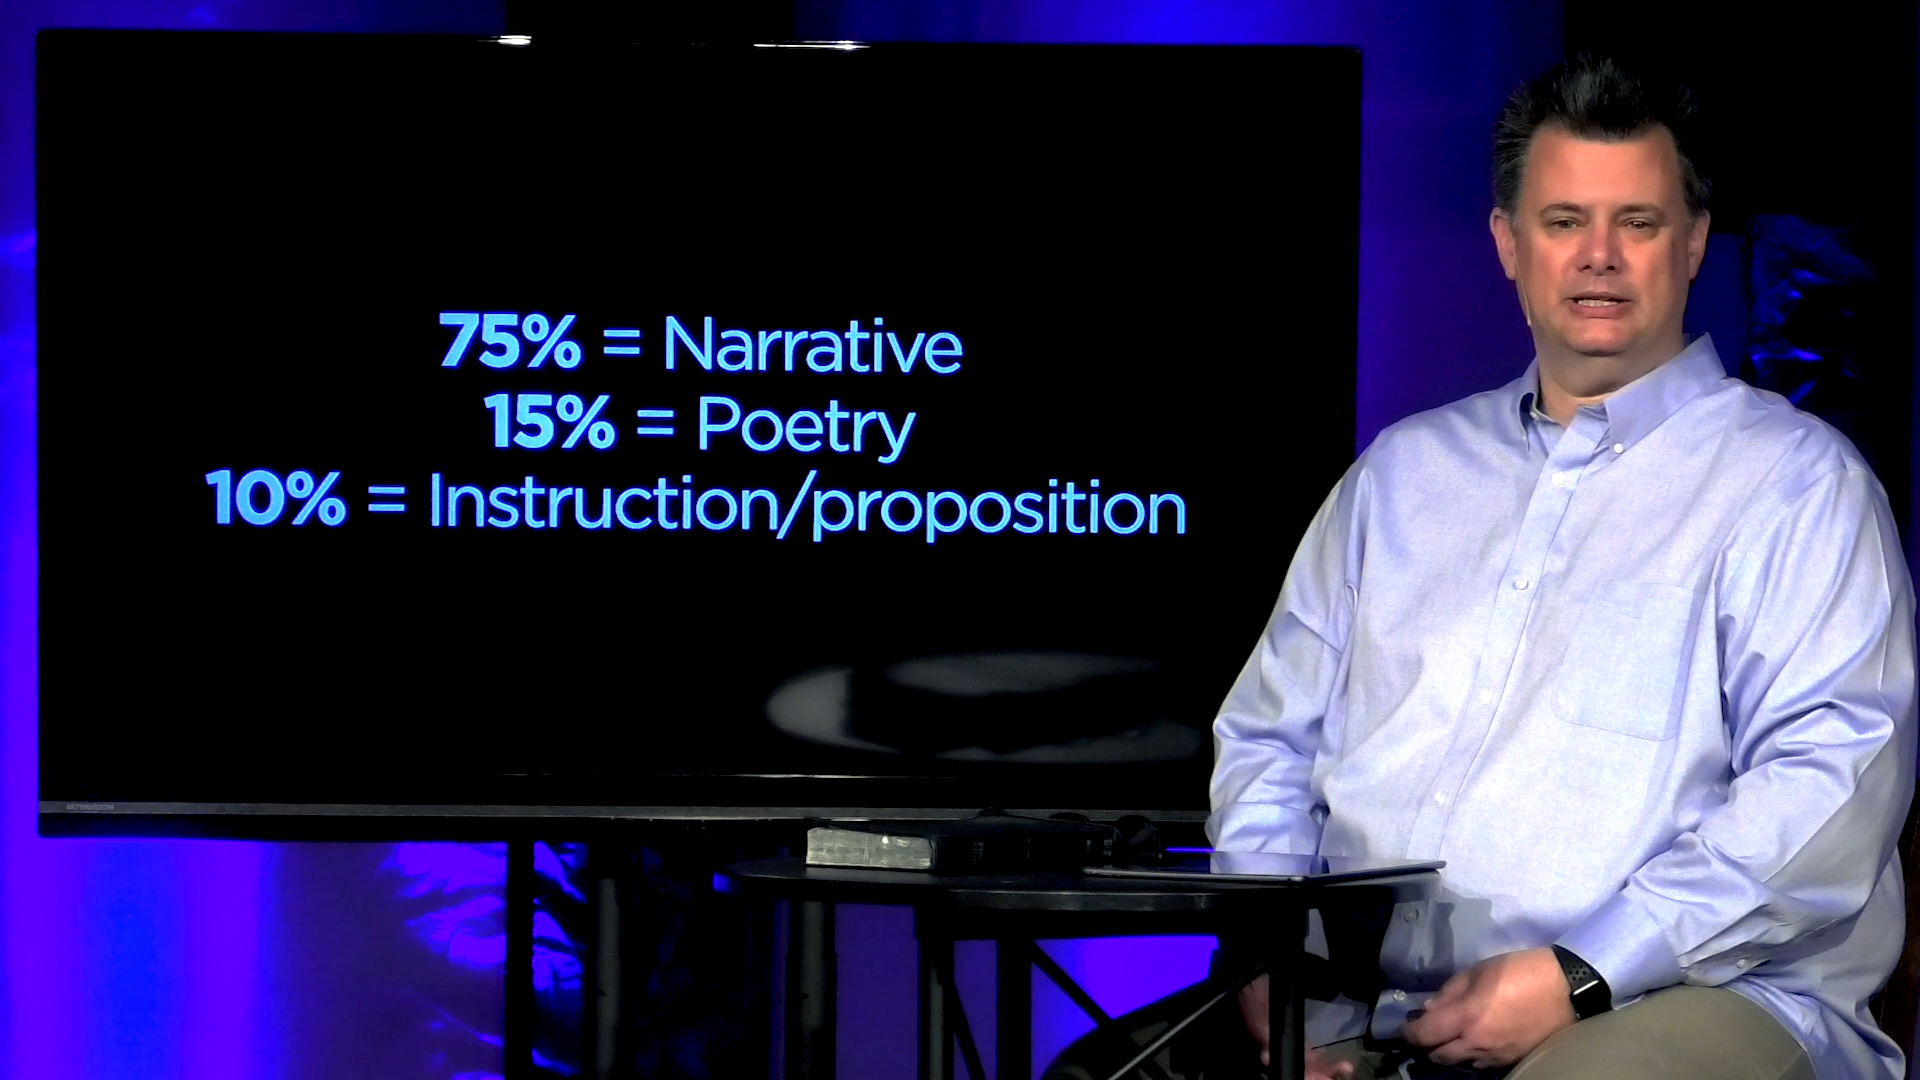 75% = Narrative
15% = Poetry
10% = Instruction/proposition